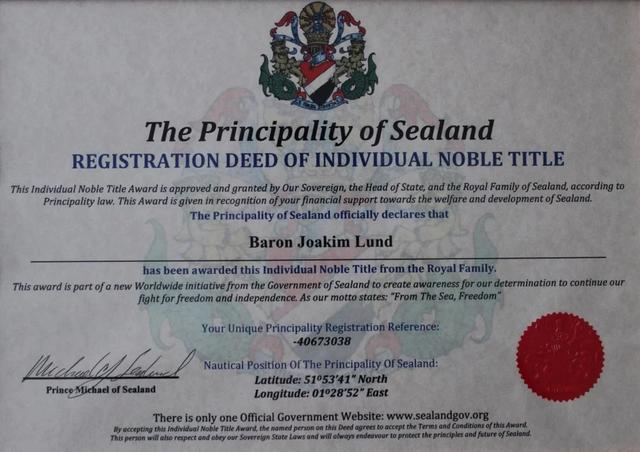 The Principality of Sealand
REGISTRATION DEED OF INDIVIDUAL NOBLE TITLE
This Individual Noble Title Award is approved and granted by Our Sovereign, the Head of State, and the Royal Family of Sealand, according to
Principality law. This Award is given in recognition of your financial support towards the welfare and development of Sealand.
The Principality of Sealand officially declares that
Baron Joakim Lund
has been awarded this Individual Noble Title from the Royal Family.
This award is part of a new Worldwide initiative from the Government of Sealand to create awareness for our determination to continue our
fight for freedom and independence. As our motto states: "From The Sea, Freedom"
Your Unique Principality Registration Reference:
-40673038
Nautical Position Of The Principality Of Sealand:
Latitude: 51º53'41" North
Longitude: 01º28'52" East
Prince Michael of Sealand
There is only one Official Government Website: www.sealandgov.org
By accepting this Individual Noble Title Award, the named person on this Deed agrees to accept the Terms and Conditions of this Award.
This person will also respect and obey our Sovereign State Laws and will always endeavour to protect the principles and future of Sealand.